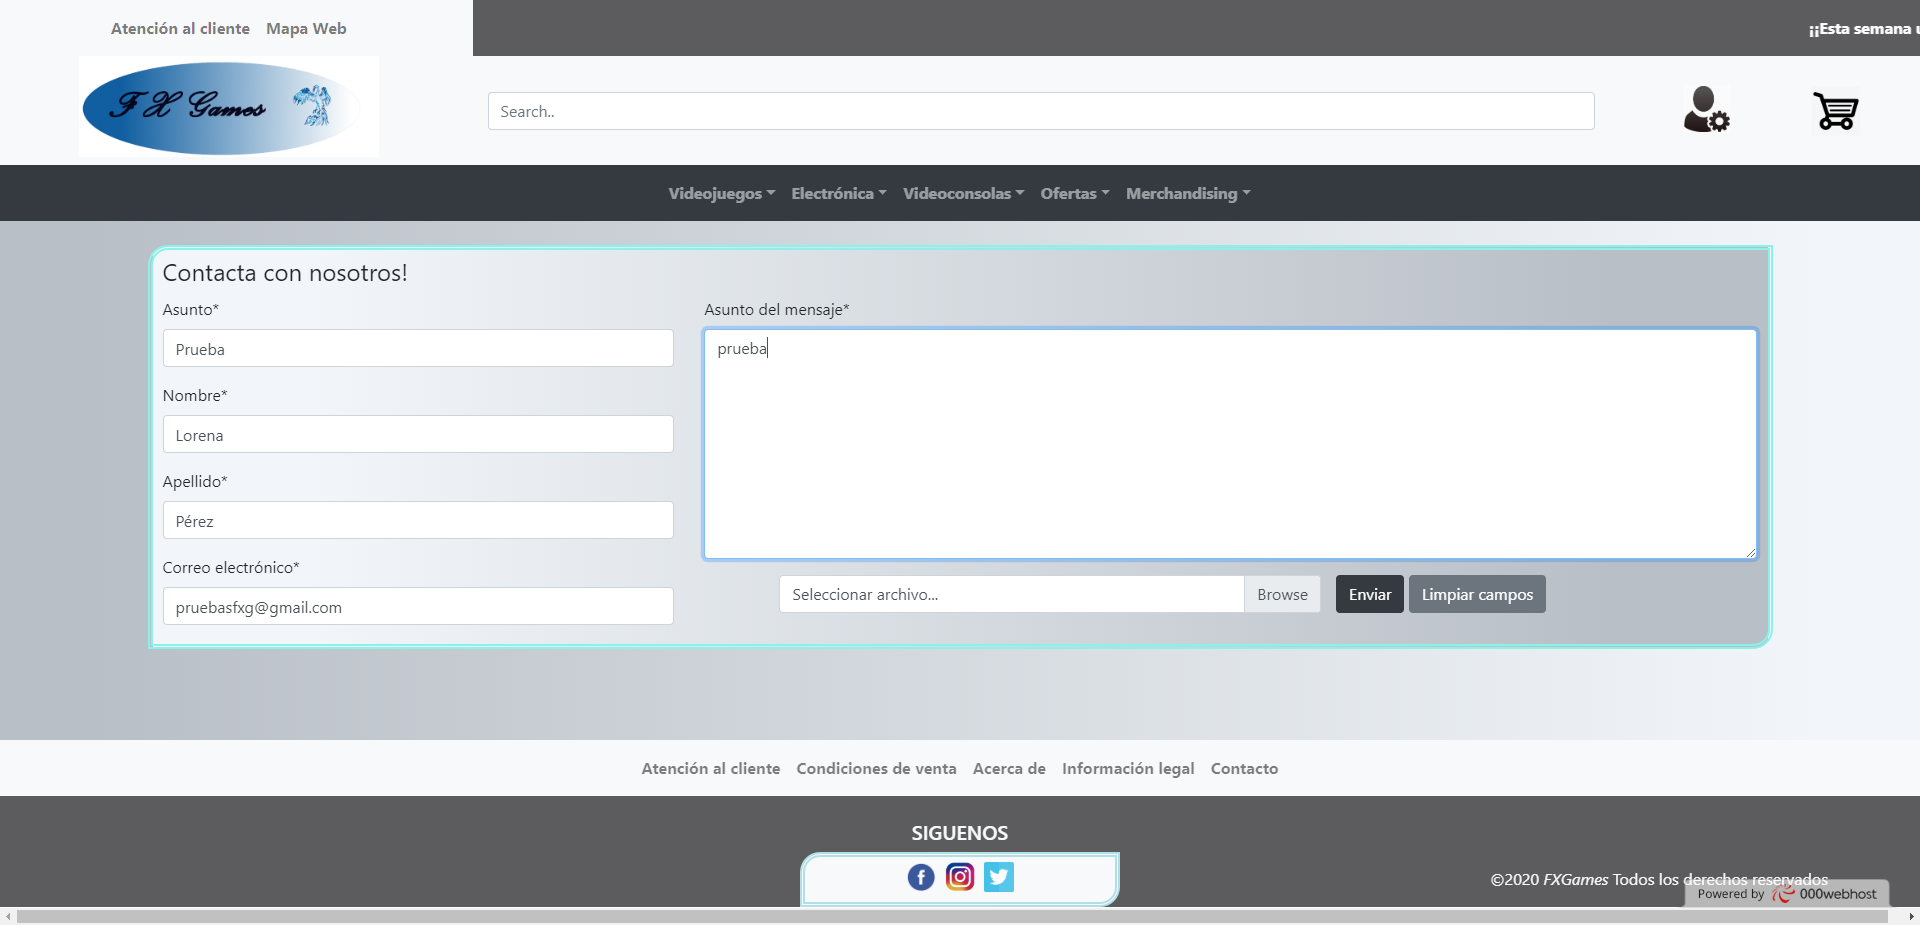 Atención al cliente Mapa Web
¡¡Esta semana u
F X Games
Search..
Videojuegos Electrónica Videoconsolas Ofertas Merchandising
Contacta con nosotros!
Asunto*
Prueba
Nombre*
Lorena
Apellido*
Pérez
Correo electrónico*
pruebasfxg@gmail.com
Asunto del mensaje*
prueba
Seleccionar archivo... Browse Enviar Limpiar campos
Atención al cliente Condiciones de venta Acerca de Información legal Contacto
SIGUENOS
©2020 FXGames Todos los derechos reservados
Powered by 000webhost